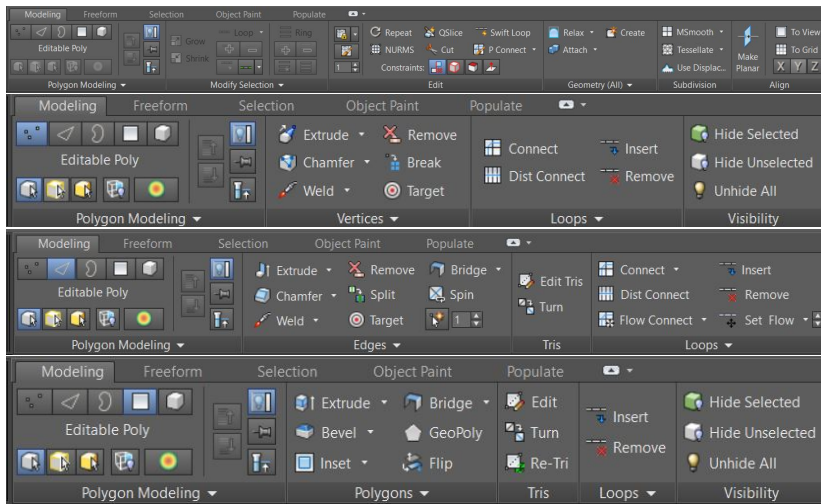 Modeling Freeform Selection Object Paint Populate
Editable Poly
Grow
Shrink
Loop
Ring
Repeat QSlice Swift Loop
NURMS Cut P Connect
1 Constraints:
Relax Create
Attach
MSmooth
Tessellate
Use Displac...
Make Planar
To View
To Grid
X Y Z
Polygon Modeling Modify Selection Edit Geometry (All) Subdivision Align
Modeling Freeform Selection Object Paint Populate
Editable Poly
Extrude Remove
Chamfer Break
Weld Target
Connect Insert
Dist Connect Remove
Hide Selected
Hide Unselected
Unhide All
Polygon Modeling Vertices Loops Visibility
Modeling Freeform Selection Object Paint Populate
Editable Poly
Extrude Remove Bridge
Chamfer Split Spin
Weld Target 1
Edit Tris
Turn
Connect Insert
Dist Connect Remove
Flow Connect Set Flow
Polygon Modeling Edges Tris Loops
Modeling Freeform Selection Object Paint Populate
Editable Poly
Extrude Bridge
Bevel GeoPoly
Inset Flip
Edit
Turn
Re-Tri
Insert
Remove
Hide Selected
Hide Unselected
Unhide All
Polygon Modeling Polygons Tris Loops Visibility